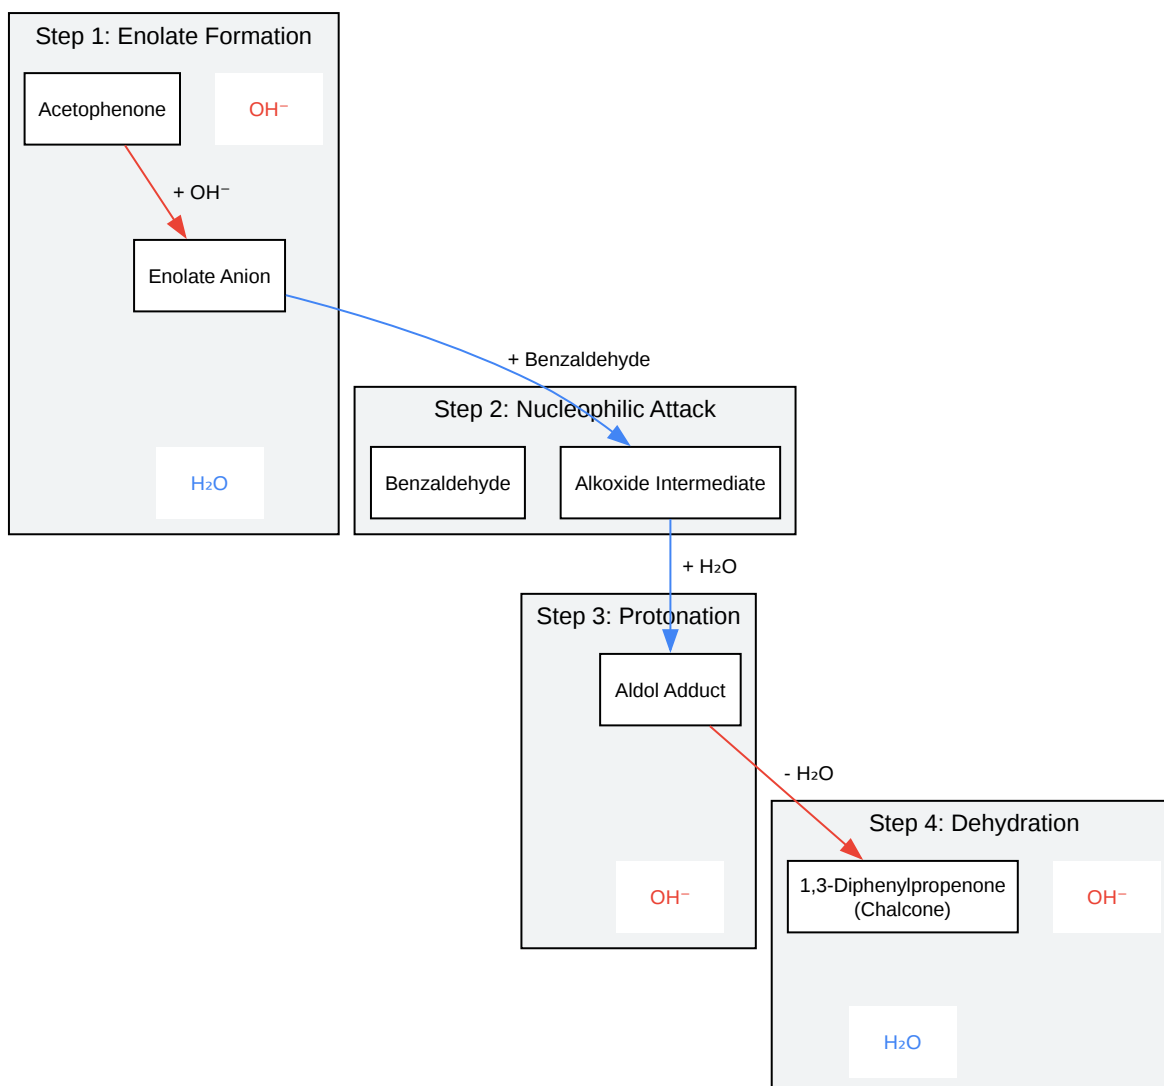 Step 1: Enolate Formation
Acetophenone
OH⁻
+ OH⁻
Enolate Anion
+ Benzaldehyde
Step 2: Nucleophilic Attack
H₂O
Benzaldehyde
Alkoxide Intermediate
+ H₂O
Step 3: Protonation
Aldol Adduct
- H₂O
Step 4: Dehydration
OH⁻
1,3-Diphenylpropenone
(Chalcone)
OH⁻
H₂O